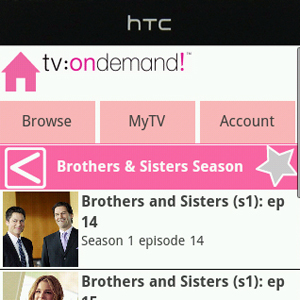 hTC
tv:ondemand!™
Browse MyTV Account
Brothers & Sisters Season
Brothers and Sisters (s1): ep
14
Season 1 episode 14
Brothers and Sisters (s1): ep
15